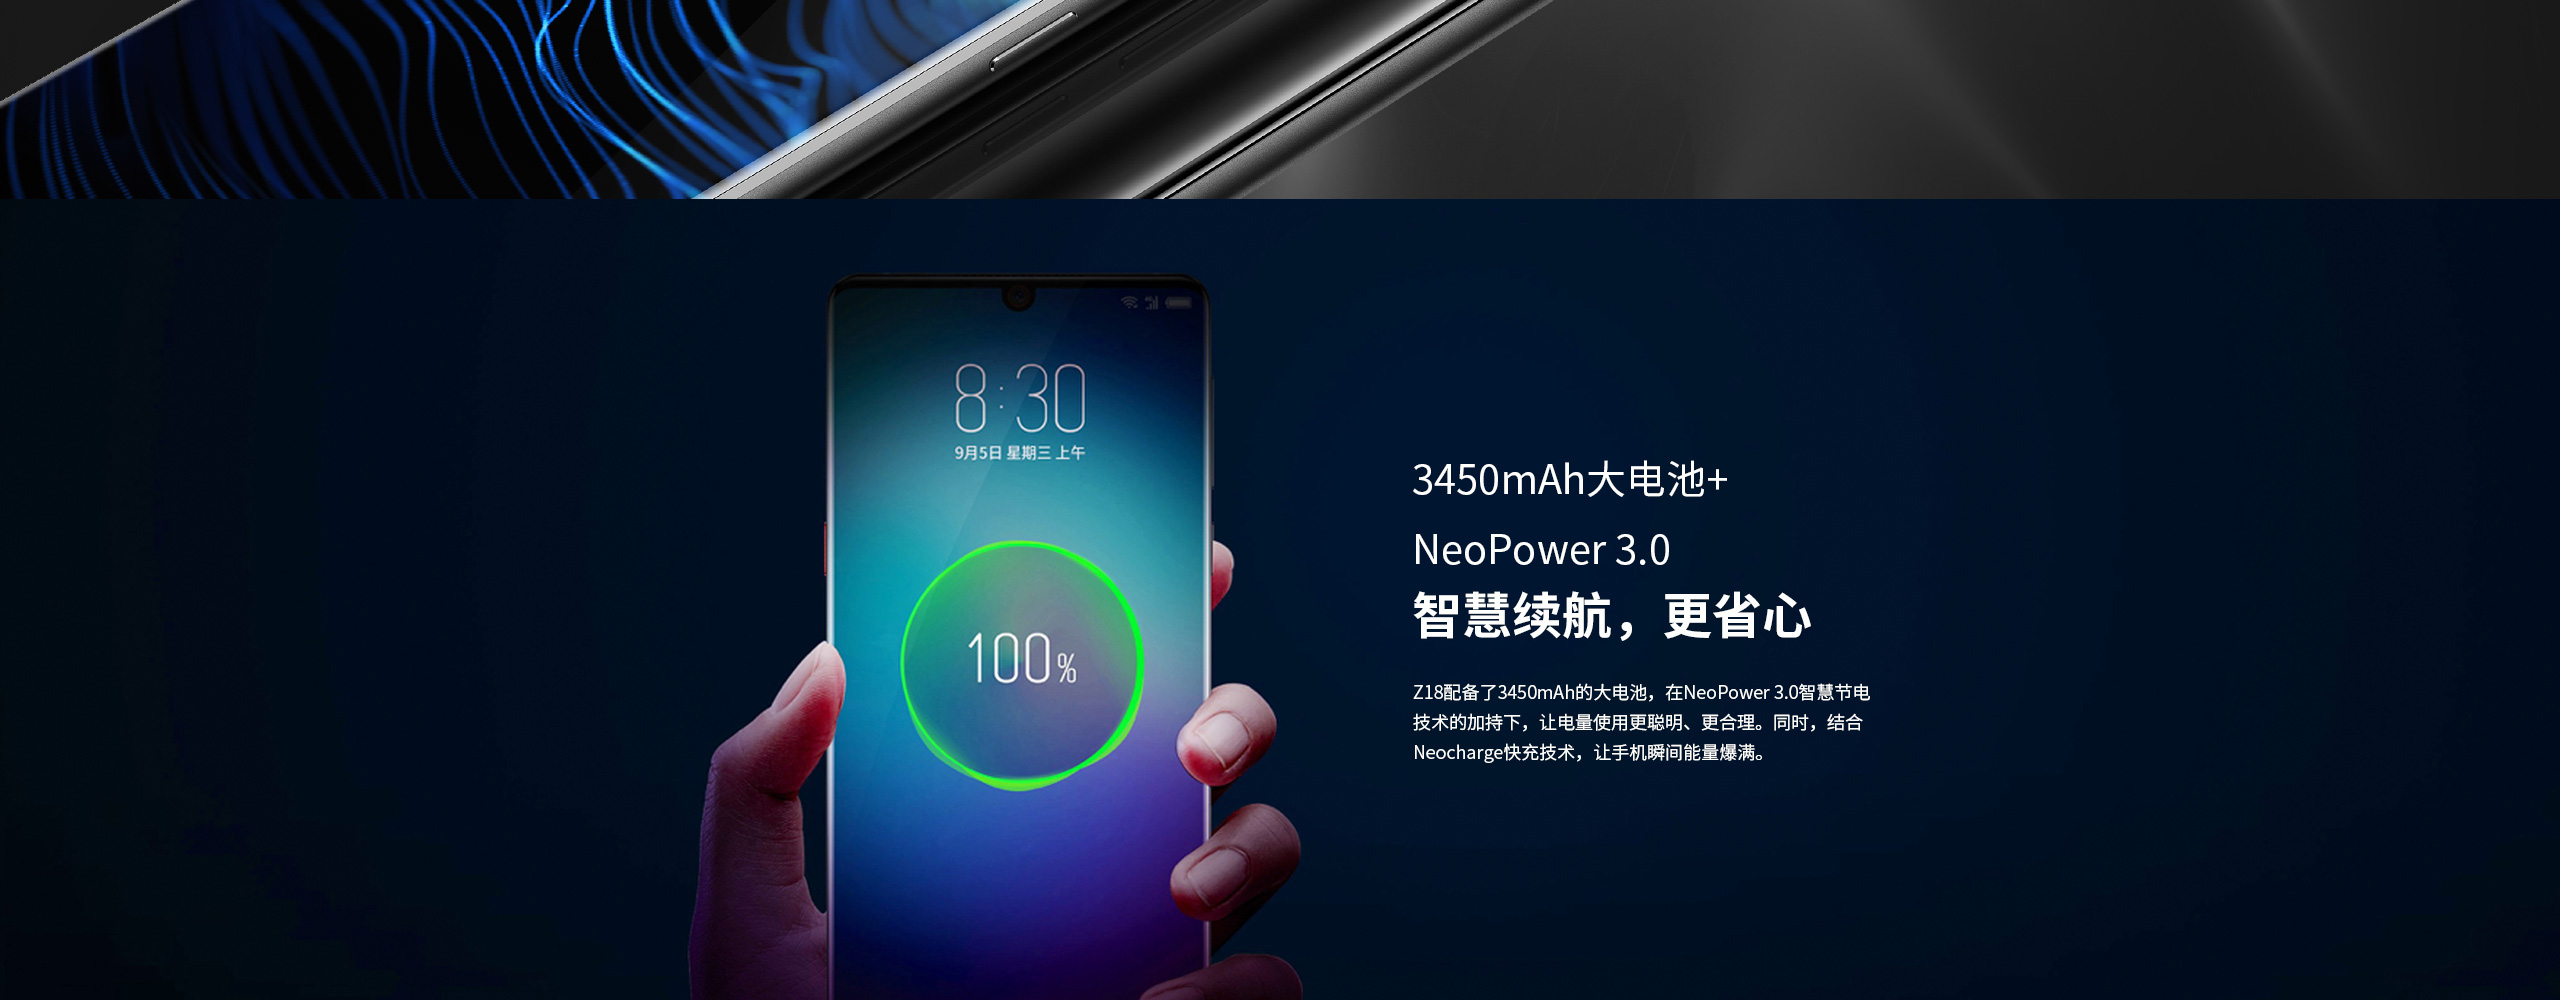 8:30
9月5日 星期三 上午
100%
3450mAh大电池+
NeoPower 3.0
智慧续航，更省心
Z18配备了3450mAh的大电池，在NeoPower 3.0智慧节电
技术的加持下，让电量使用更聪明、更合理。同时，结合
Neocharge快充技术，让手机瞬间能量爆满。